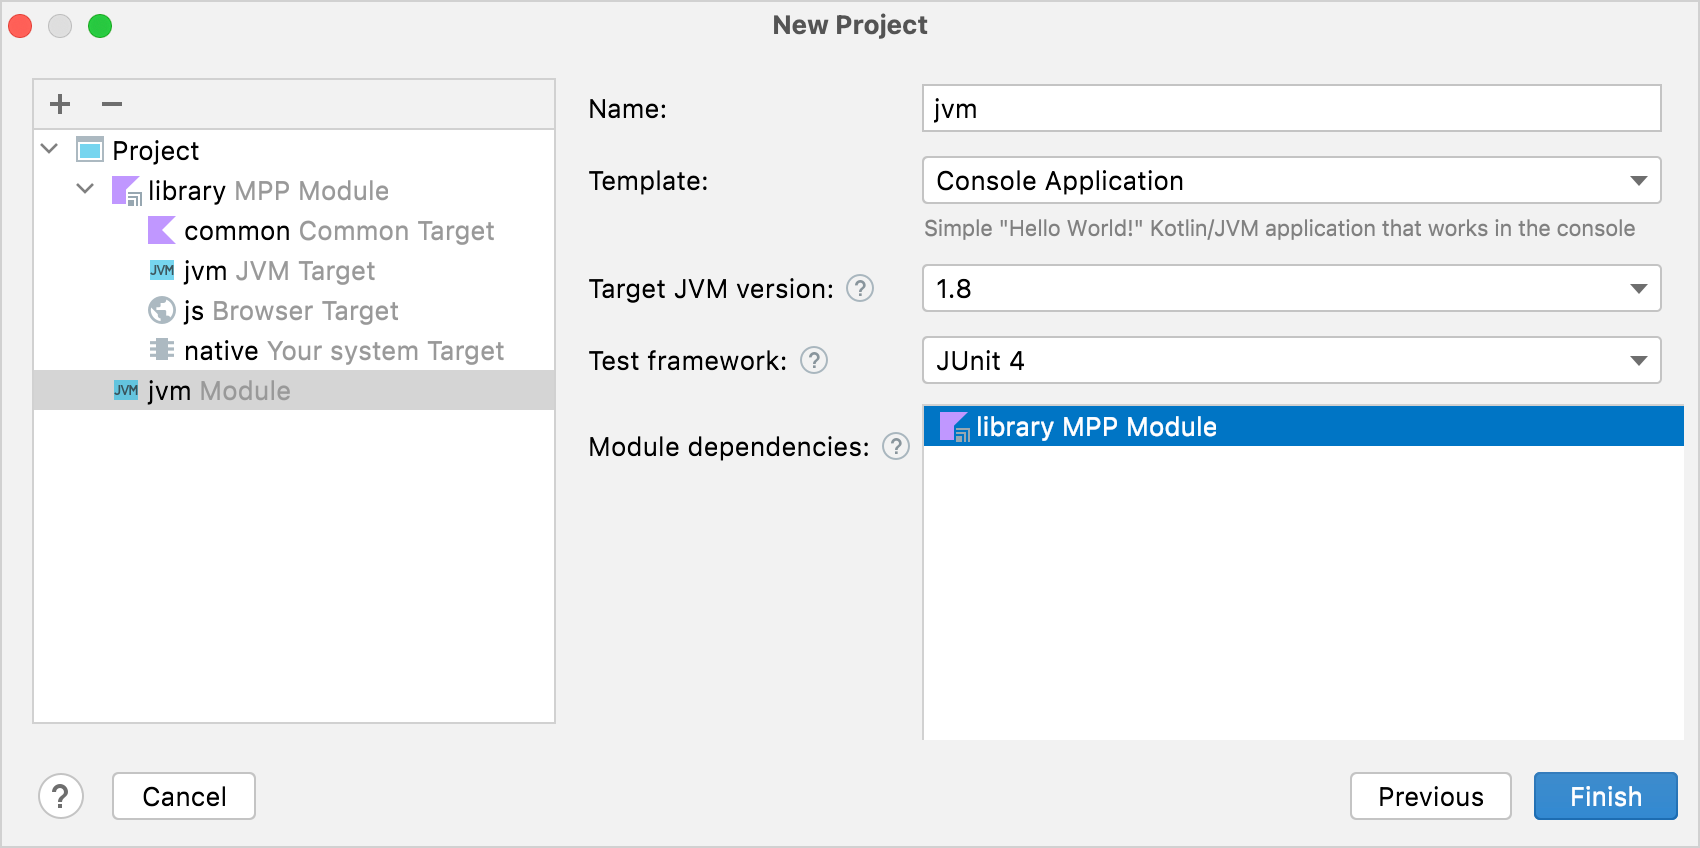 New Project
Project
library MPP Module
common Common Target
JVM jvm JVM Target
js Browser Target
native Your system Target
JVM jvm Module
Name: jvm
Template: Console Application
Simple "Hello World!" Kotlin/JVM application that works in the console
Target JVM version: ? 1.8
Test framework: ? JUnit 4
Module dependencies: ? library MPP Module
? Cancel Previous Finish